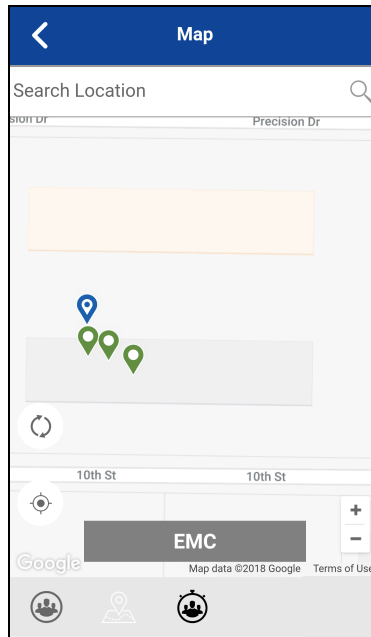 Map
Search Location
sion Dr
Precision Dr
10th St
10th St
+
−
EMC
Google
Map data ©2018 Google
Terms of Use